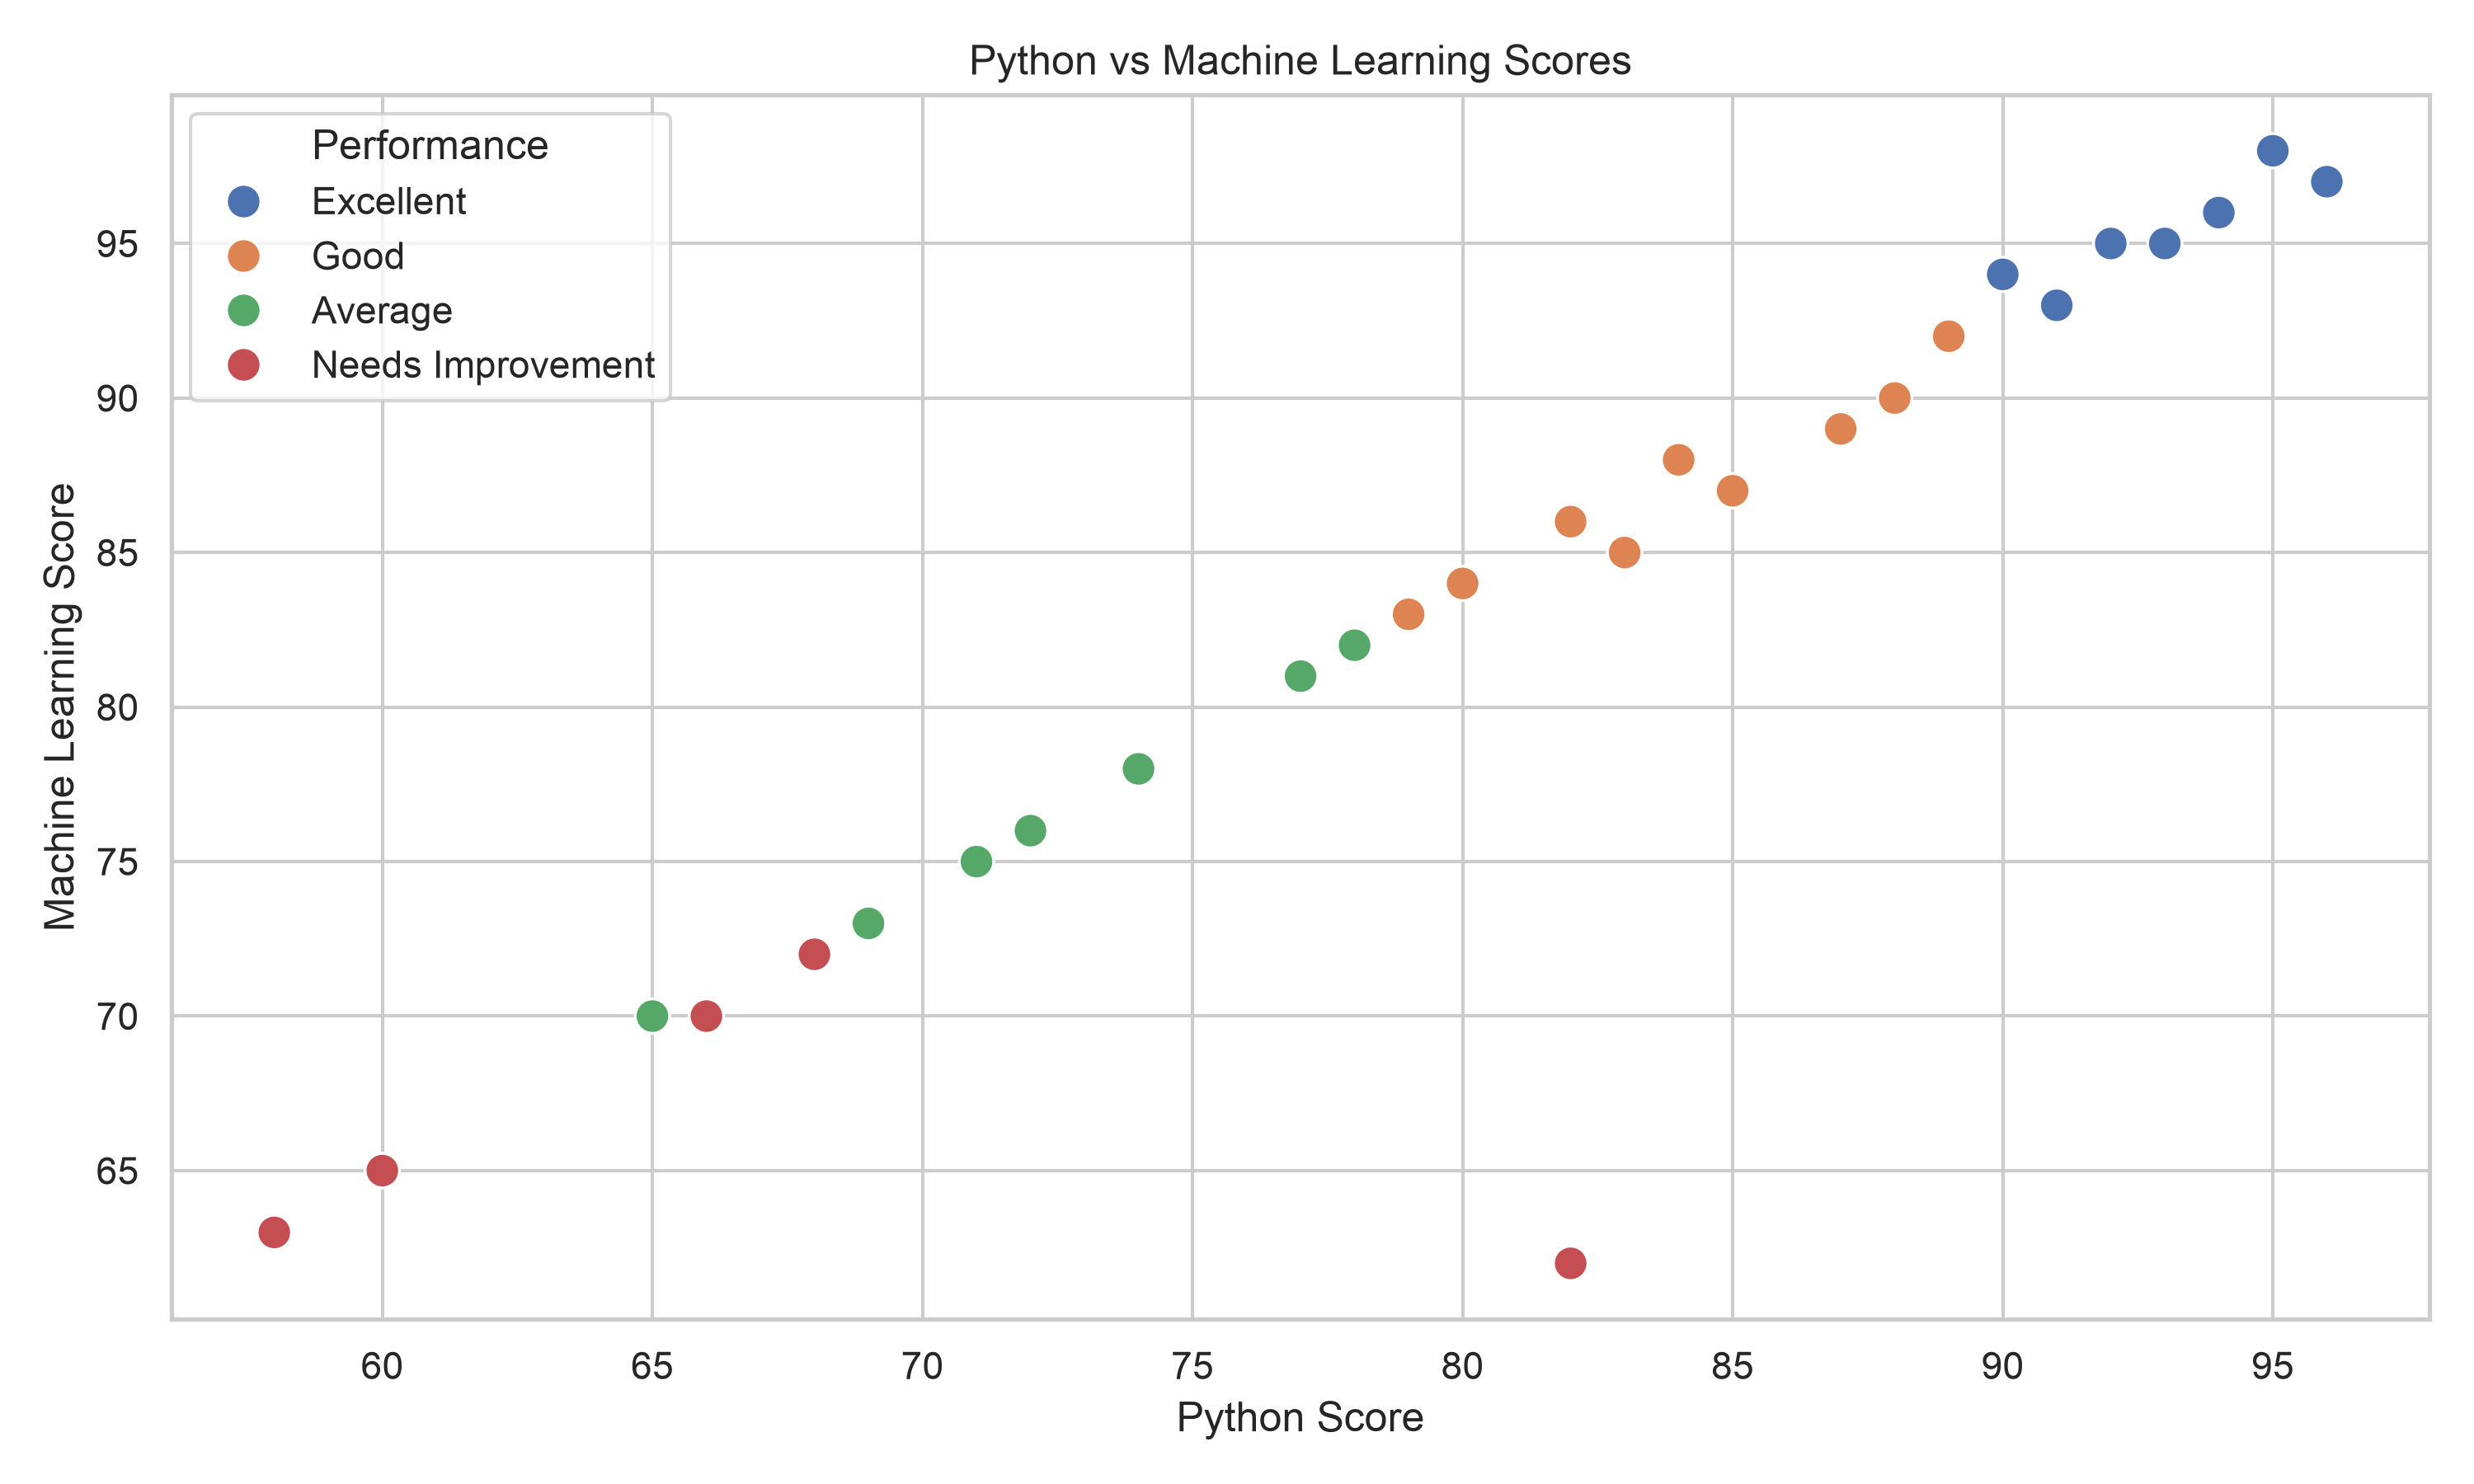 Python vs Machine Learning Scores
Performance
Excellent
Good
Average
Needs Improvement
Machine Learning Score
95
90
85
80
75
70
65
60 65 70 75 80 85 90 95
Python Score